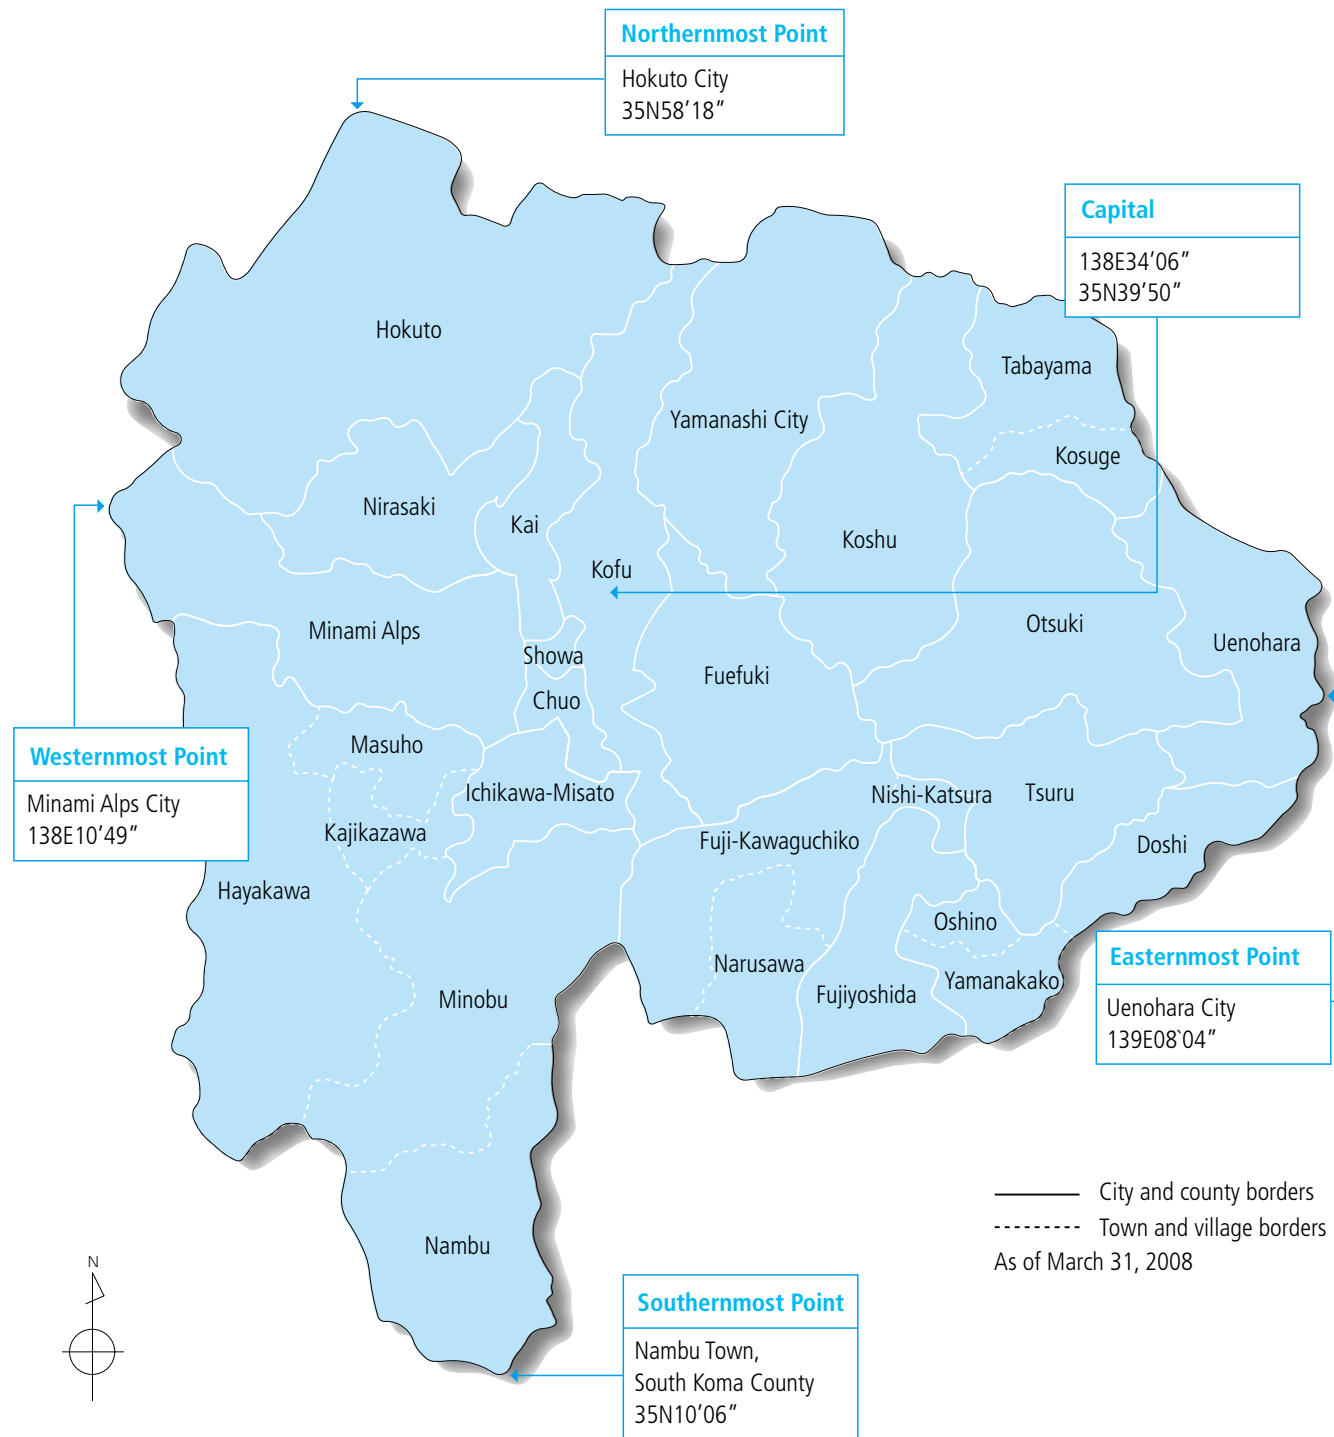 Northernmost Point
Hokuto City
35N58’18”
Capital
138E34’06”
35N39’50”
Hokuto
Tabayama
Yamanashi City
Kosuge
Nirasaki
Kai
Koshu
Kofu
Minami Alps
Otsuki
Uenohara
Showa
Fuefuki
Chuo
Westernmost Point
Minami Alps City
138E10’49”
Masuho
Ichikawa-Misato
Nishi-Katsura
Tsuru
Kajikazawa
Fuji-Kawaguchiko
Doshi
Hayakawa
Oshino
Narusawa
Yamanakako
Fujiyoshida
Minobu
Easternmost Point
Uenohara City
139E08`04”
City and county borders
Town and village borders
As of March 31, 2008
Nambu
N
Southernmost Point
Nambu Town,
South Koma County
35N10’06”